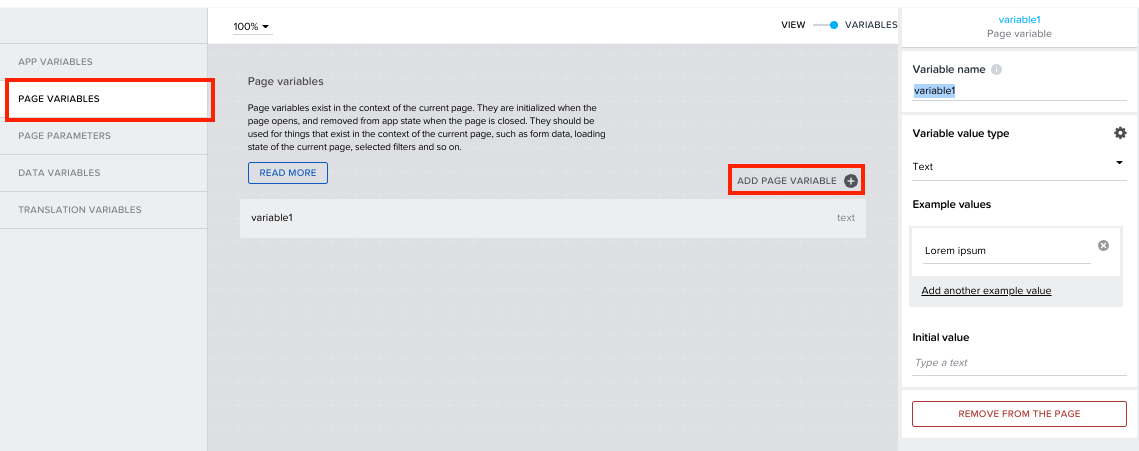 100%
VIEW
VARIABLES
APP VARIABLES
PAGE VARIABLES
PAGE PARAMETERS
DATA VARIABLES
TRANSLATION VARIABLES
Page variables
Page variables exist in the context of the current page. They are initialized when the
page opens, and removed from app state when the page is closed. They should be
used for things that exist in the context of the current page, such as form data, loading
state of the current page, selected filters and so on.
READ MORE
ADD PAGE VARIABLE
variable1
text
variable1
Page variable
Variable name
variable1
Variable value type
Text
Example values
Lorem ipsum
Add another example value
Initial value
Type a text
REMOVE FROM THE PAGE